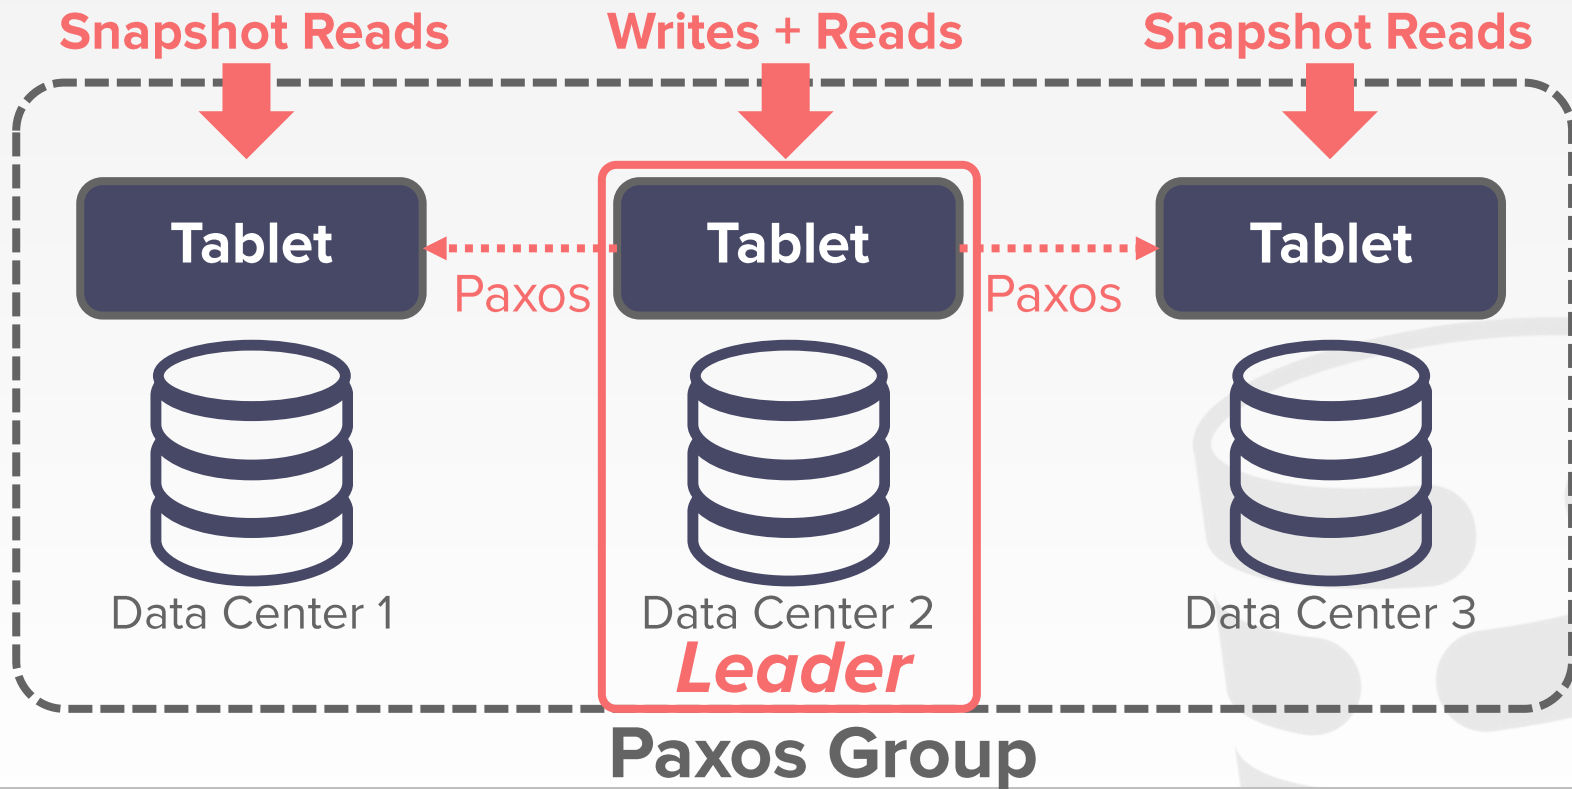 Snapshot Reads
Writes + Reads
Snapshot Reads
Tablet
Tablet
Tablet
Paxos
Paxos
Data Center 1
Data Center 2
Data Center 3
Leader
Paxos Group